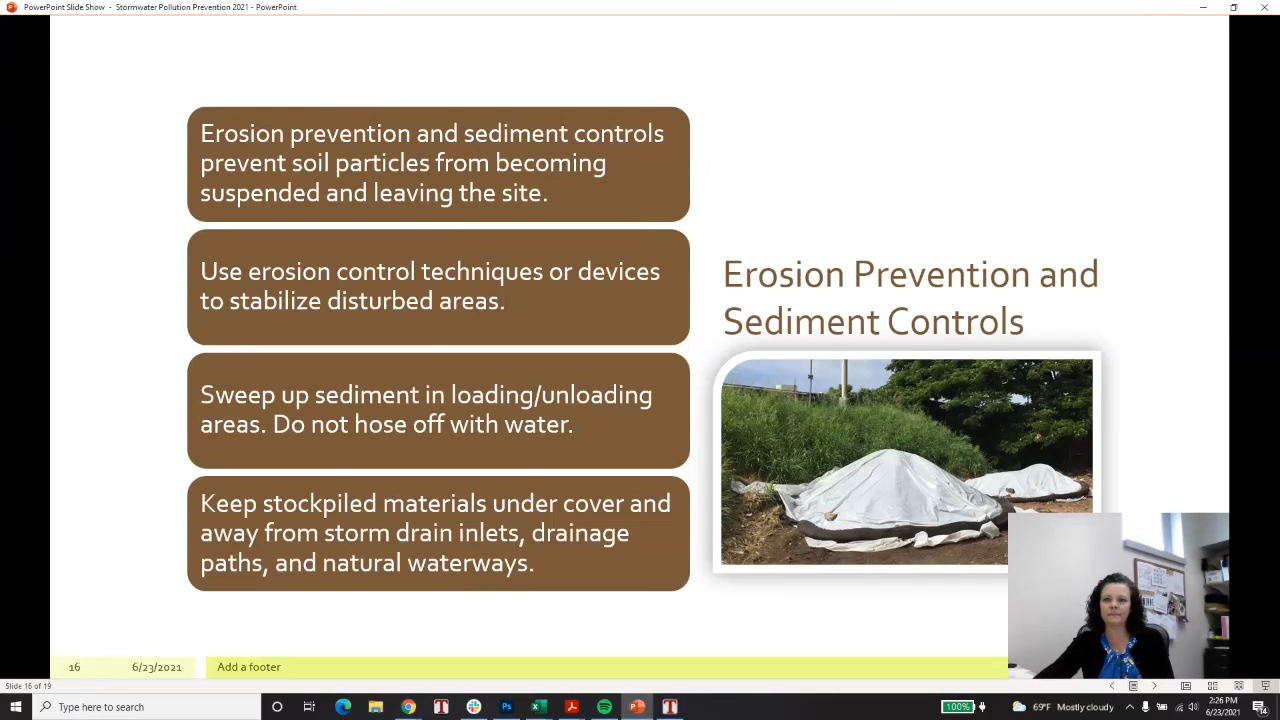 PowerPoint Slide Show - Stormwater Pollution Prevention 2021 - PowerPoint
Erosion prevention and sediment controls
prevent soil particles from becoming
suspended and leaving the site.
Use erosion control techniques or devices
to stabilize disturbed areas.
Sweep up sediment in loading/unloading
areas. Do not hose off with water.
Keep stockpiled materials under cover and
away from storm drain inlets, drainage
paths, and natural waterways.
Erosion Prevention and
Sediment Controls
16 6/23/2021 Add a footer
Slide 16 of 19
Type here to search
100%
69°F Mostly cloudy
2:26 PM
6/23/2021
14